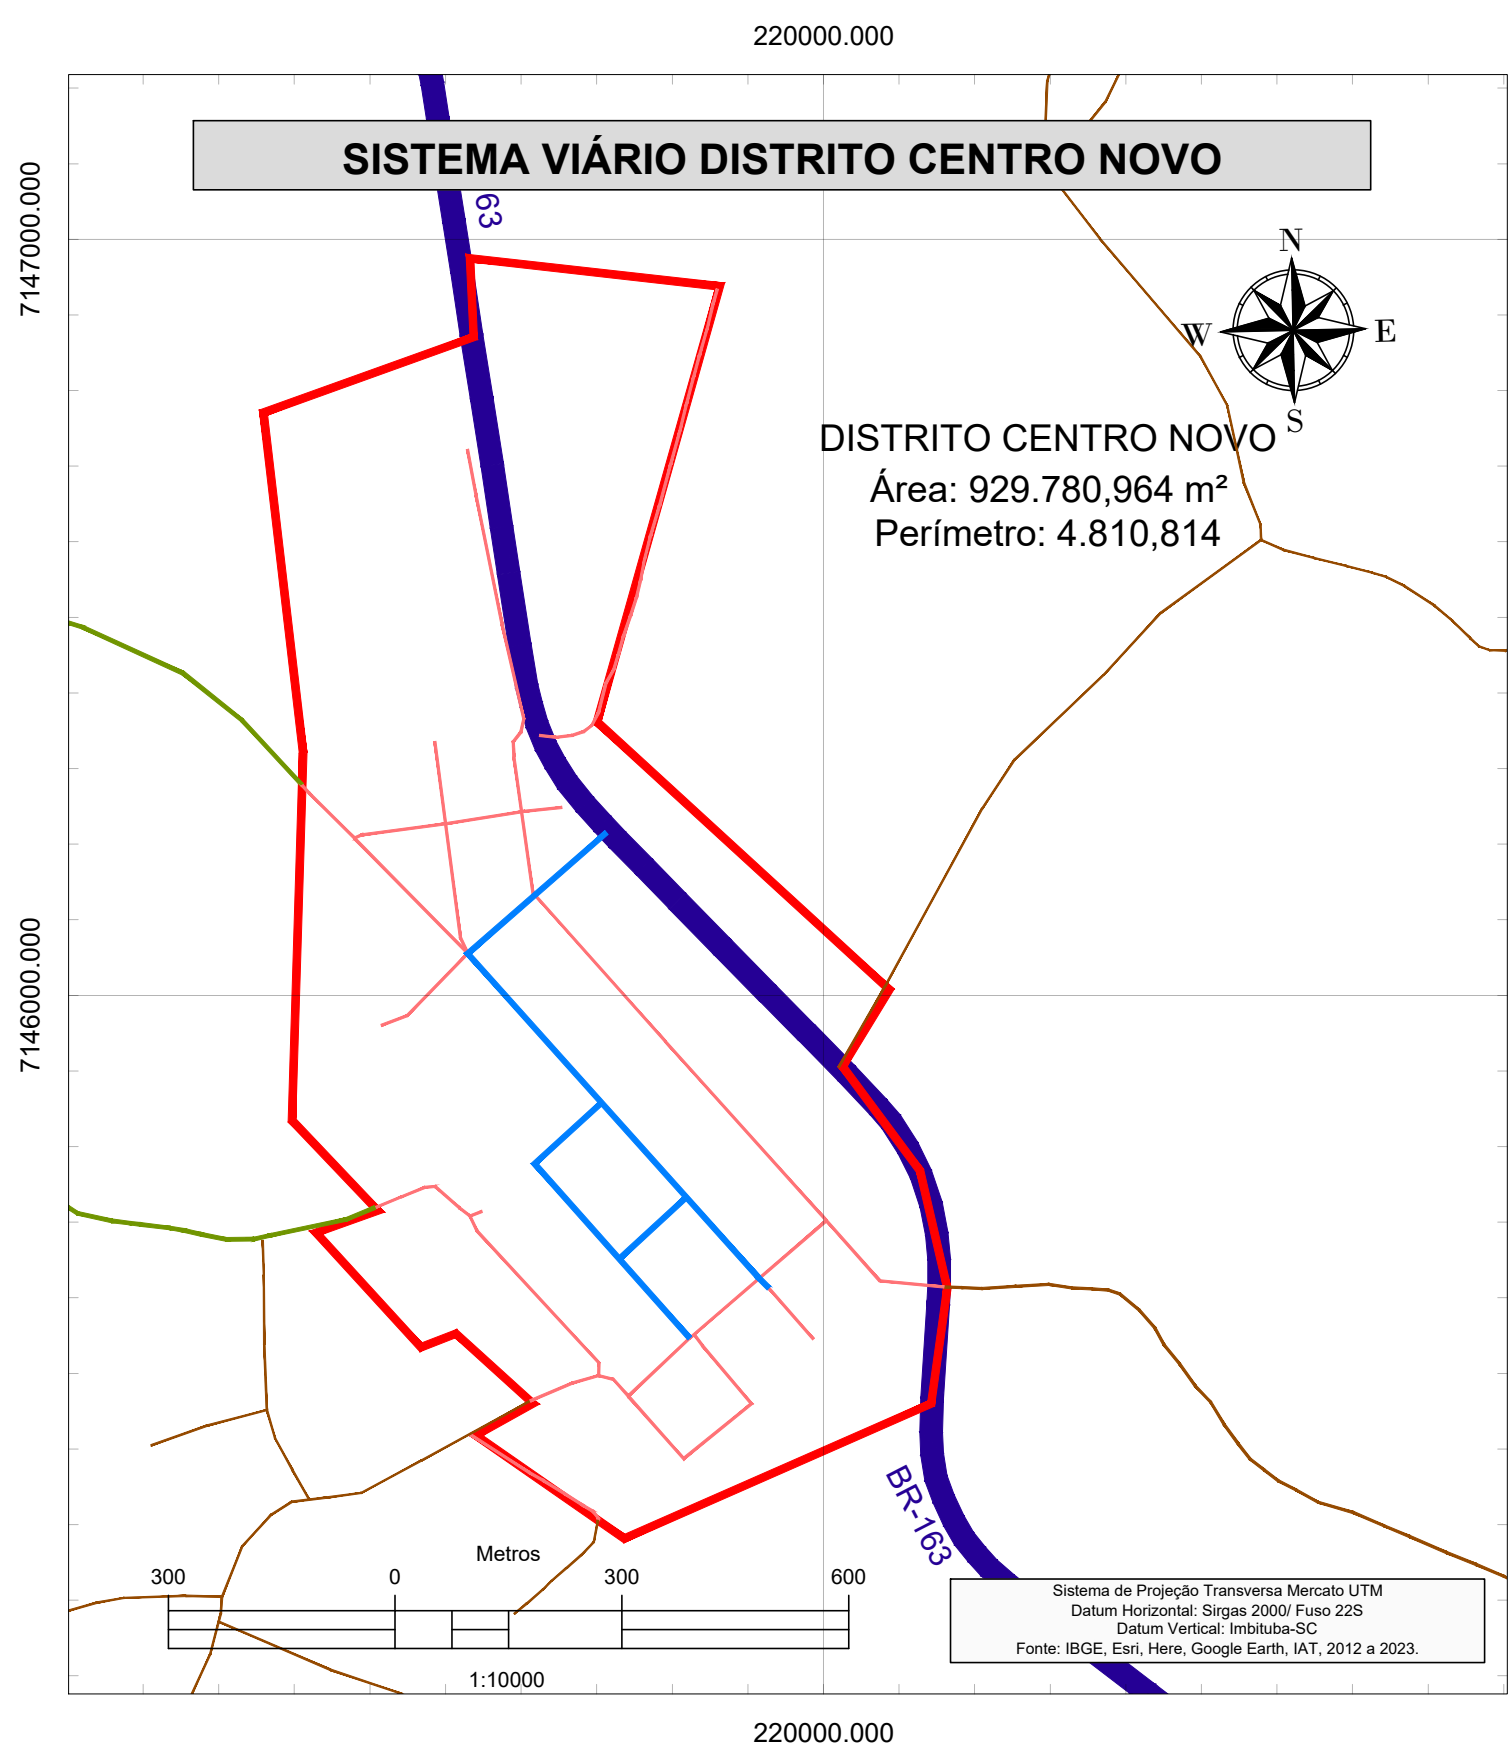 220000.000
SISTEMA VIÁRIO DISTRITO CENTRO NOVO
63
7147000.000
N
W
E
S
DISTRITO CENTRO NOVO
Área: 929.780,964 m²
Perímetro: 4.810,814
7146000.000
BR-163
Metros
300 0 300 600
1:10000
Sistema de Projeção Transversa Mercato UTM
Datum Horizontal: Sirgas 2000/ Fuso 22S
Datum Vertical: Imbituba-SC
Fonte: IBGE, Esri, Here, Google Earth, IAT, 2012 a 2023.
220000.000